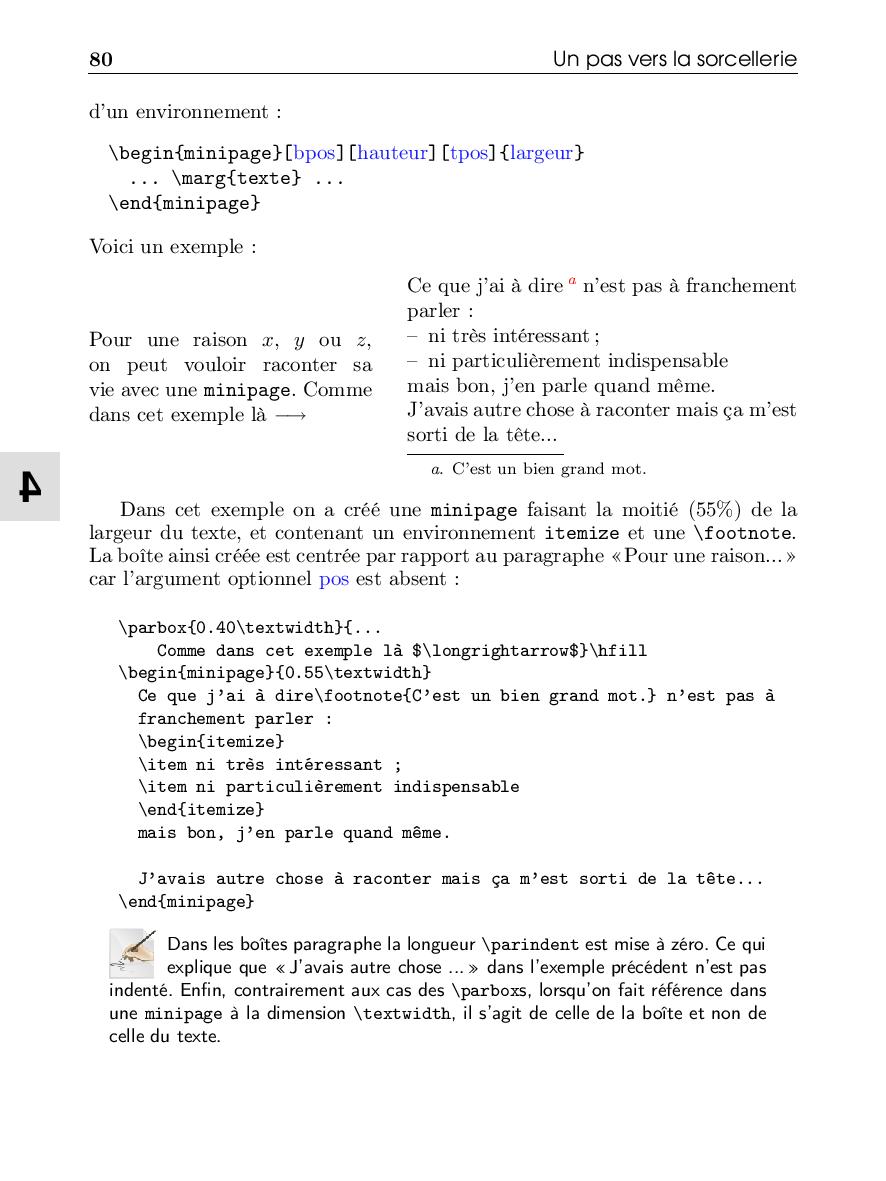 80 Un pas vers la sorcellerie
d'un environnement :
\begin{minipage}[bpos][hauteur][tpos]{largeur}
... \marg{texte} ...
\end{minipage}
Voici un exemple :
Pour une raison x, y ou z,
on peut vouloir raconter sa
vie avec une minipage. Comme
dans cet exemple là ⟶
Ce que j'ai à dire a n'est pas à franchement
parler :
– ni très intéressant ;
– ni particulièrement indispensable
mais bon, j'en parle quand même.
J'avais autre chose à raconter mais ça m'est
sorti de la tête...
a. C'est un bien grand mot.
4
Dans cet exemple on a créé une minipage faisant la moitié (55%) de la
largeur du texte, et contenant un environnement itemize et une \footnote.
La boîte ainsi créée est centrée par rapport au paragraphe « Pour une raison... »
car l'argument optionnel pos est absent :
\parbox{0.40\textwidth}{...
Comme dans cet exemple là $\longrightarrow$}\hfill
\begin{minipage}{0.55\textwidth}
Ce que j'ai à dire\footnote{C'est un bien grand mot.} n'est pas à
franchement parler :
\begin{itemize}
\item ni très intéressant ;
\item ni particulièrement indispensable
\end{itemize}
mais bon, j'en parle quand même.
J'avais autre chose à raconter mais ça m'est sorti de la tête...
\end{minipage}
Dans les boîtes paragraphe la longueur \parindent est mise à zéro. Ce qui
explique que « J'avais autre chose ... » dans l'exemple précédent n'est pas
indenté. Enfin, contrairement aux cas des \parboxs, lorsqu'on fait référence dans
une minipage à la dimension \textwidth, il s'agit de celle de la boîte et non de
celle du texte.